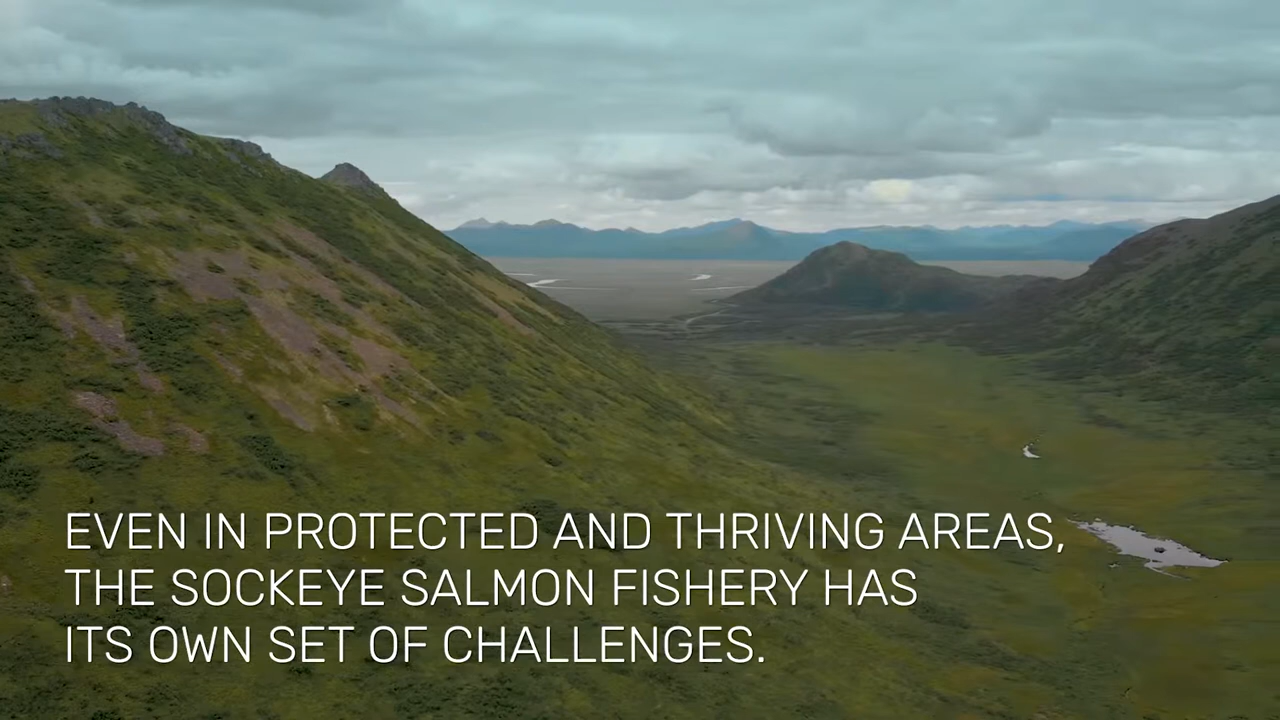 EVEN IN PROTECTED AND THRIVING AREAS,
THE SOCKEYE SALMON FISHERY HAS
ITS OWN SET OF CHALLENGES.